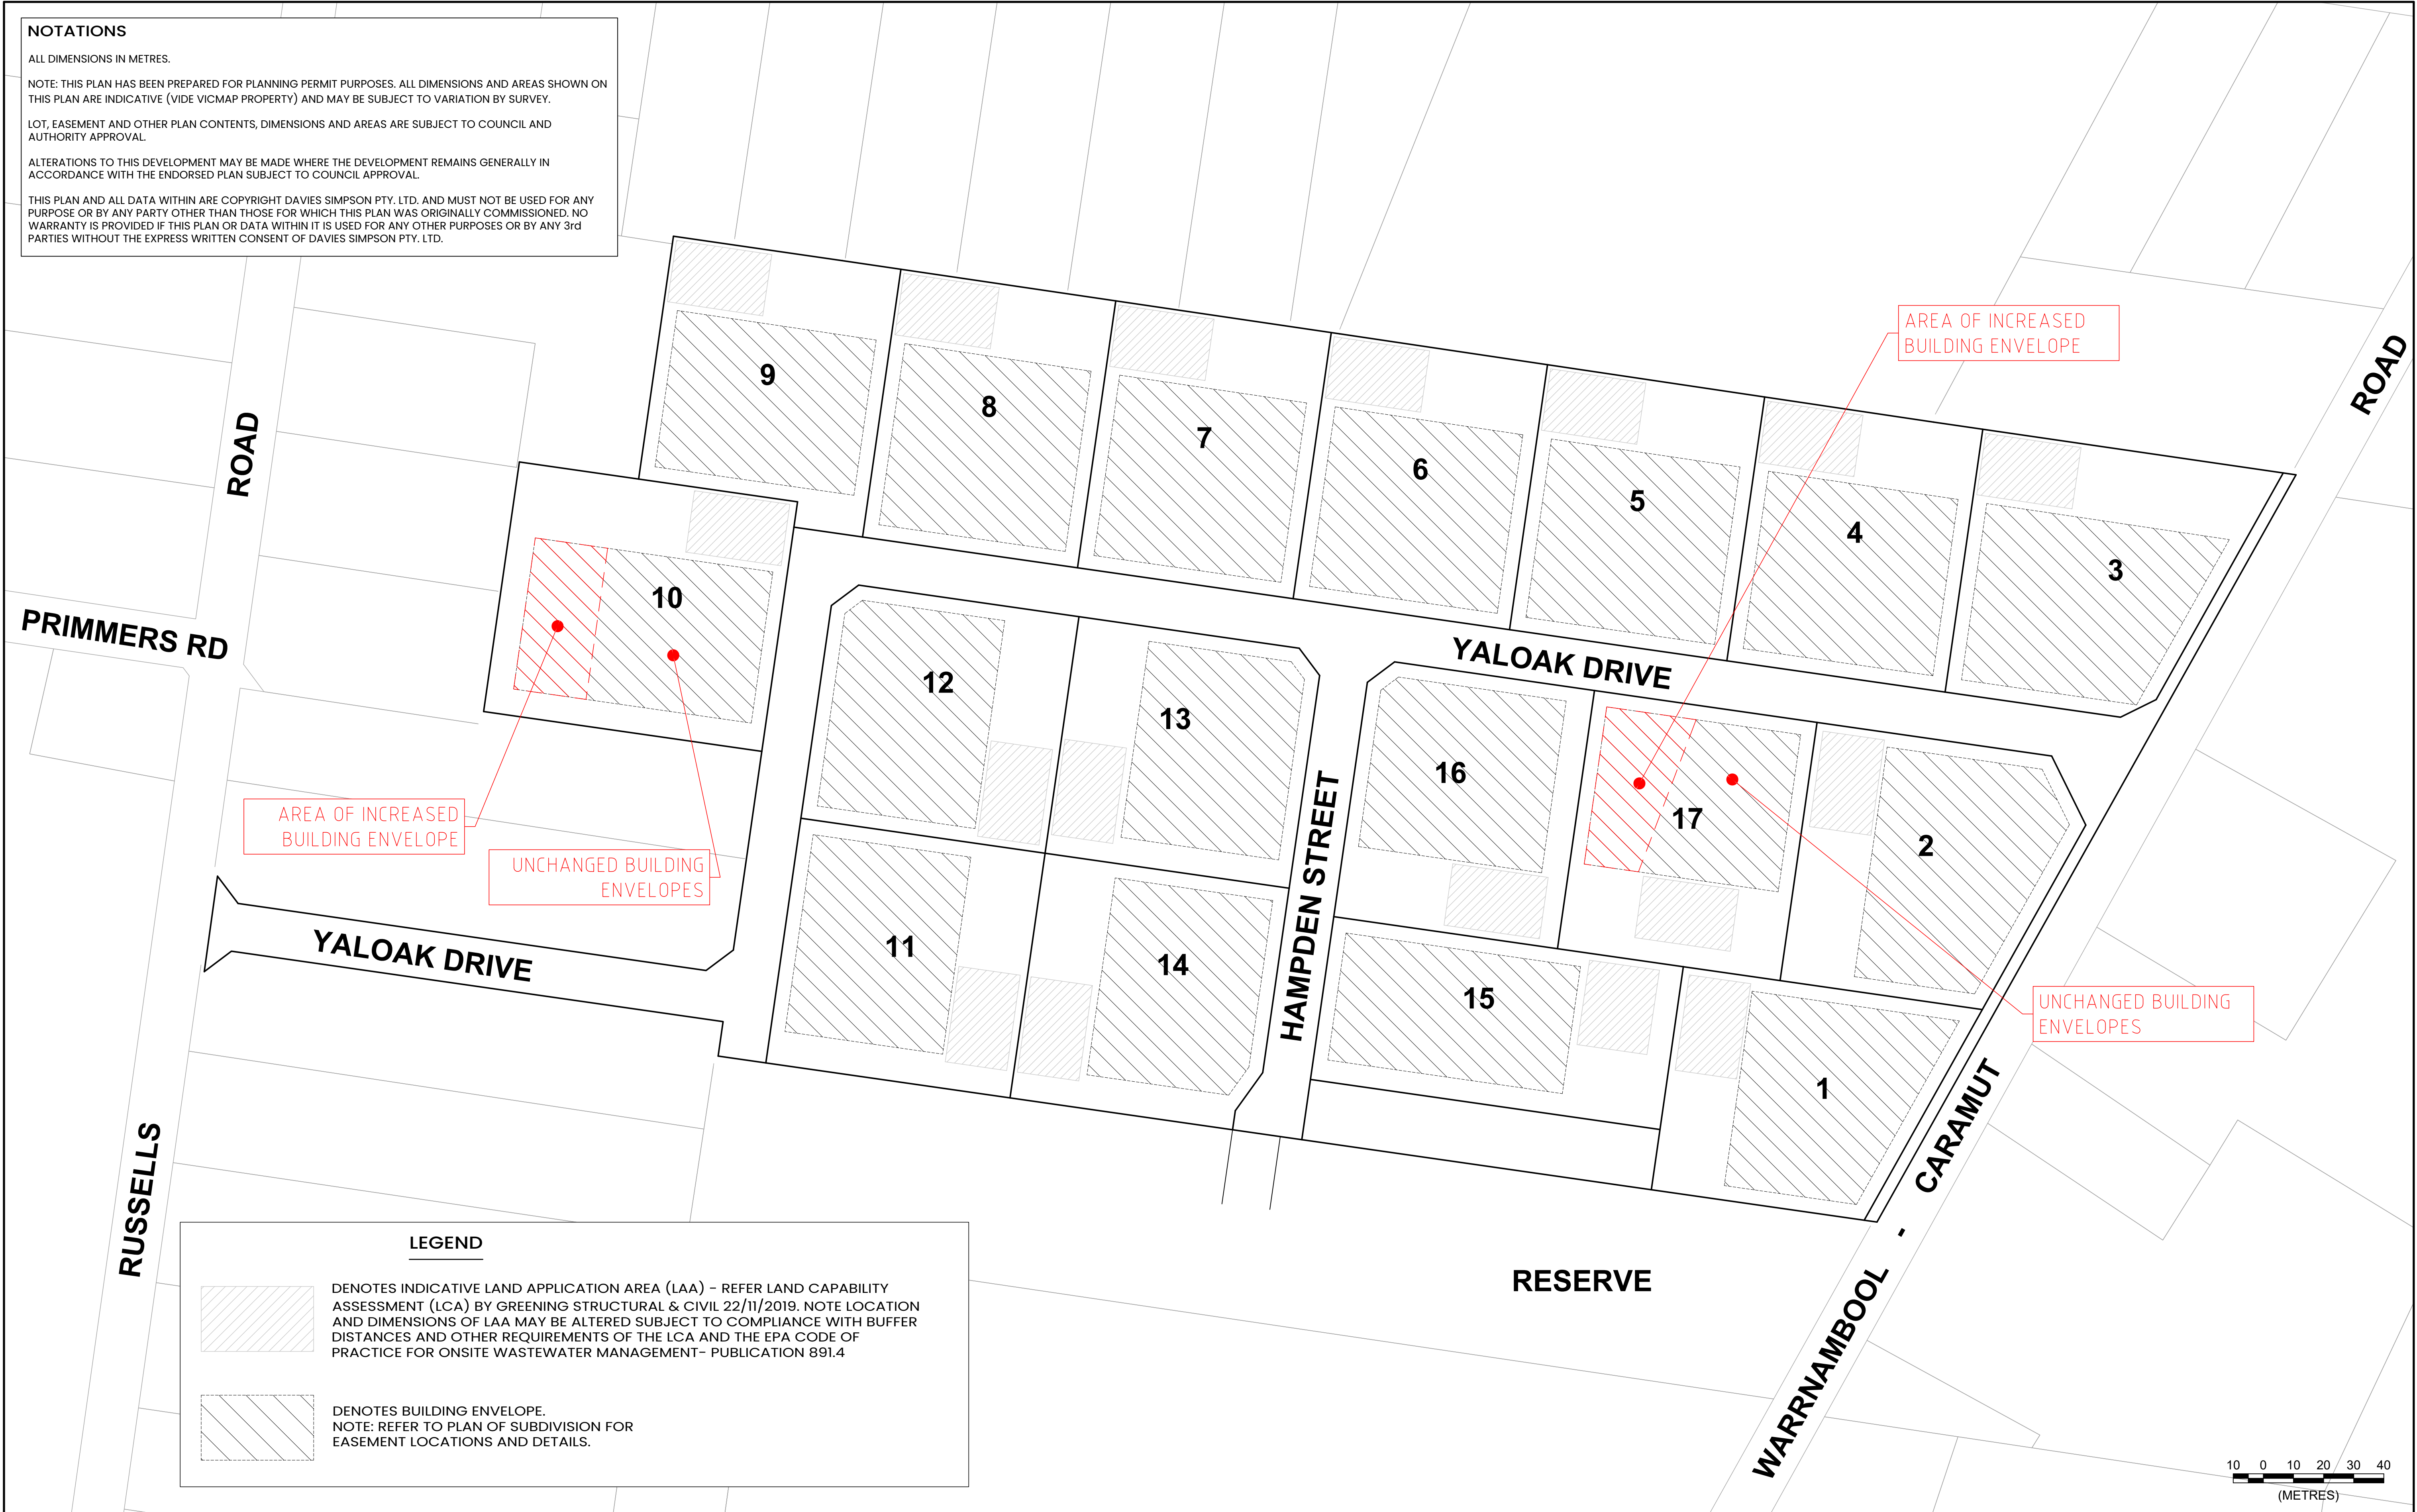 NOTATIONS
ALL DIMENSIONS IN METRES.
NOTE: THIS PLAN HAS BEEN PREPARED FOR PLANNING PERMIT PURPOSES. ALL DIMENSIONS AND AREAS SHOWN ON
THIS PLAN ARE INDICATIVE (VIDE VICMAP PROPERTY) AND MAY BE SUBJECT TO VARIATION BY SURVEY.
LOT, EASEMENT AND OTHER PLAN CONTENTS, DIMENSIONS AND AREAS ARE SUBJECT TO COUNCIL AND
AUTHORITY APPROVAL.
ALTERATIONS TO THIS DEVELOPMENT MAY BE MADE WHERE THE DEVELOPMENT REMAINS GENERALLY IN
ACCORDANCE WITH THE ENDORSED PLAN SUBJECT TO COUNCIL APPROVAL.
THIS PLAN AND ALL DATA WITHIN ARE COPYRIGHT DAVIES SIMPSON PTY. LTD. AND MUST NOT BE USED FOR ANY
PURPOSE OR BY ANY PARTY OTHER THAN THOSE FOR WHICH THIS PLAN WAS ORIGINALLY COMMISSIONED. NO
WARRANTY IS PROVIDED IF THIS PLAN OR DATA WITHIN IT IS USED FOR ANY OTHER PURPOSES OR BY ANY 3rd
PARTIES WITHOUT THE EXPRESS WRITTEN CONSENT OF DAVIES SIMPSON PTY. LTD.
AREA OF INCREASED
BUILDING ENVELOPE
ROAD
9
8
7
6
5
4
3
ROAD
10
PRIMMERS RD
12
13
YALOAK DRIVE
16
17
2
AREA OF INCREASED
BUILDING ENVELOPE
UNCHANGED BUILDING
ENVELOPES
HAMPDEN STREET
YALOAK DRIVE
11
14
15
1
UNCHANGED BUILDING
ENVELOPES
RUSSELLS
WARRNAMBOOL - CARAMUT
RESERVE
LEGEND
DENOTES INDICATIVE LAND APPLICATION AREA (LAA) - REFER LAND CAPABILITY
ASSESSMENT (LCA) BY GREENING STRUCTURAL & CIVIL 22/11/2019. NOTE LOCATION
AND DIMENSIONS OF LAA MAY BE ALTERED SUBJECT TO COMPLIANCE WITH BUFFER
DISTANCES AND OTHER REQUIREMENTS OF THE LCA AND THE EPA CODE OF
PRACTICE FOR ONSITE WASTEWATER MANAGEMENT- PUBLICATION 891.4
DENOTES BUILDING ENVELOPE.
NOTE: REFER TO PLAN OF SUBDIVISION FOR
EASEMENT LOCATIONS AND DETAILS.
10 0 10 20 30 40
(METRES)